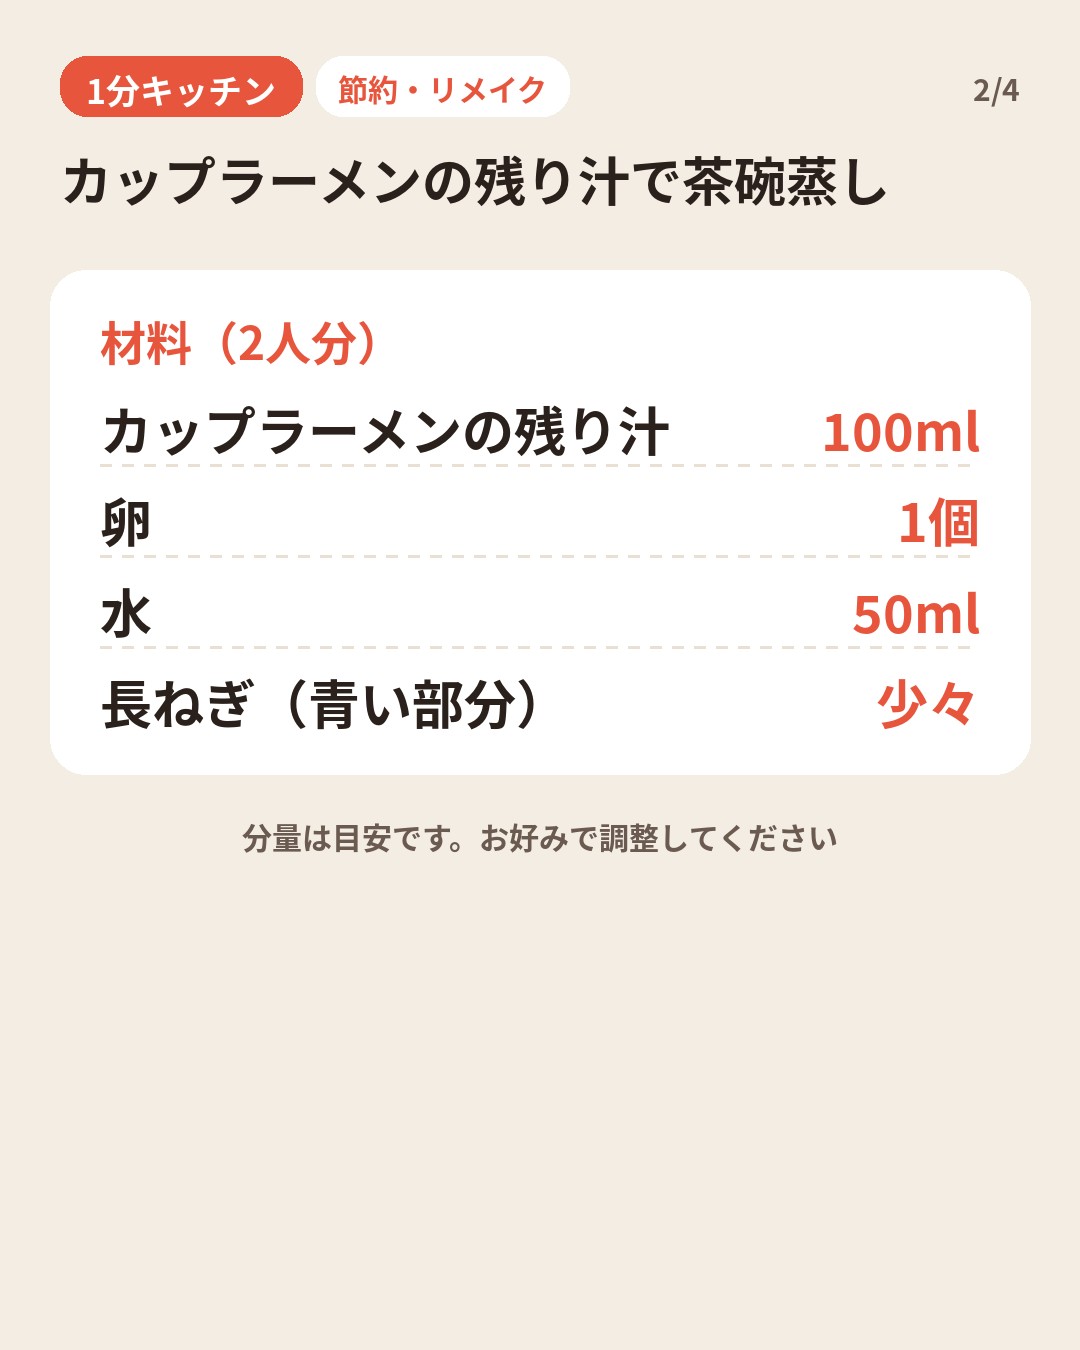 1分キッチン 節約・リメイク 2/4
カップラーメンの残り汁で茶碗蒸し
材料（2人分）
カップラーメンの残り汁 100ml
卵 1個
水 50ml
長ねぎ（青い部分） 少々
分量は目安です。お好みで調整してください